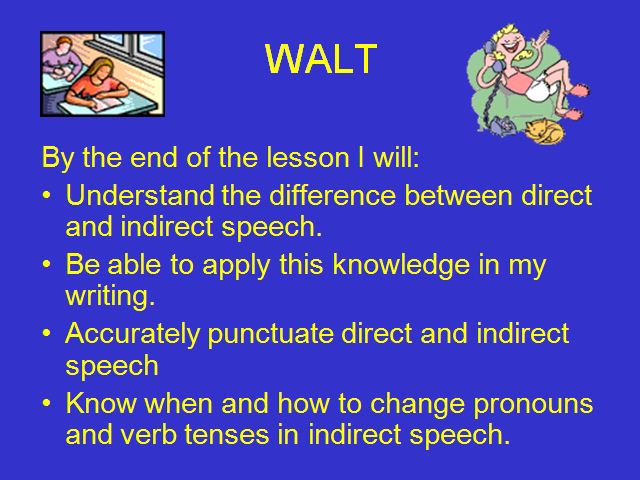 WALT
By the end of the lesson I will:
• Understand the difference between direct
and indirect speech.
• Be able to apply this knowledge in my
writing.
• Accurately punctuate direct and indirect
speech
• Know when and how to change pronouns
and verb tenses in indirect speech.